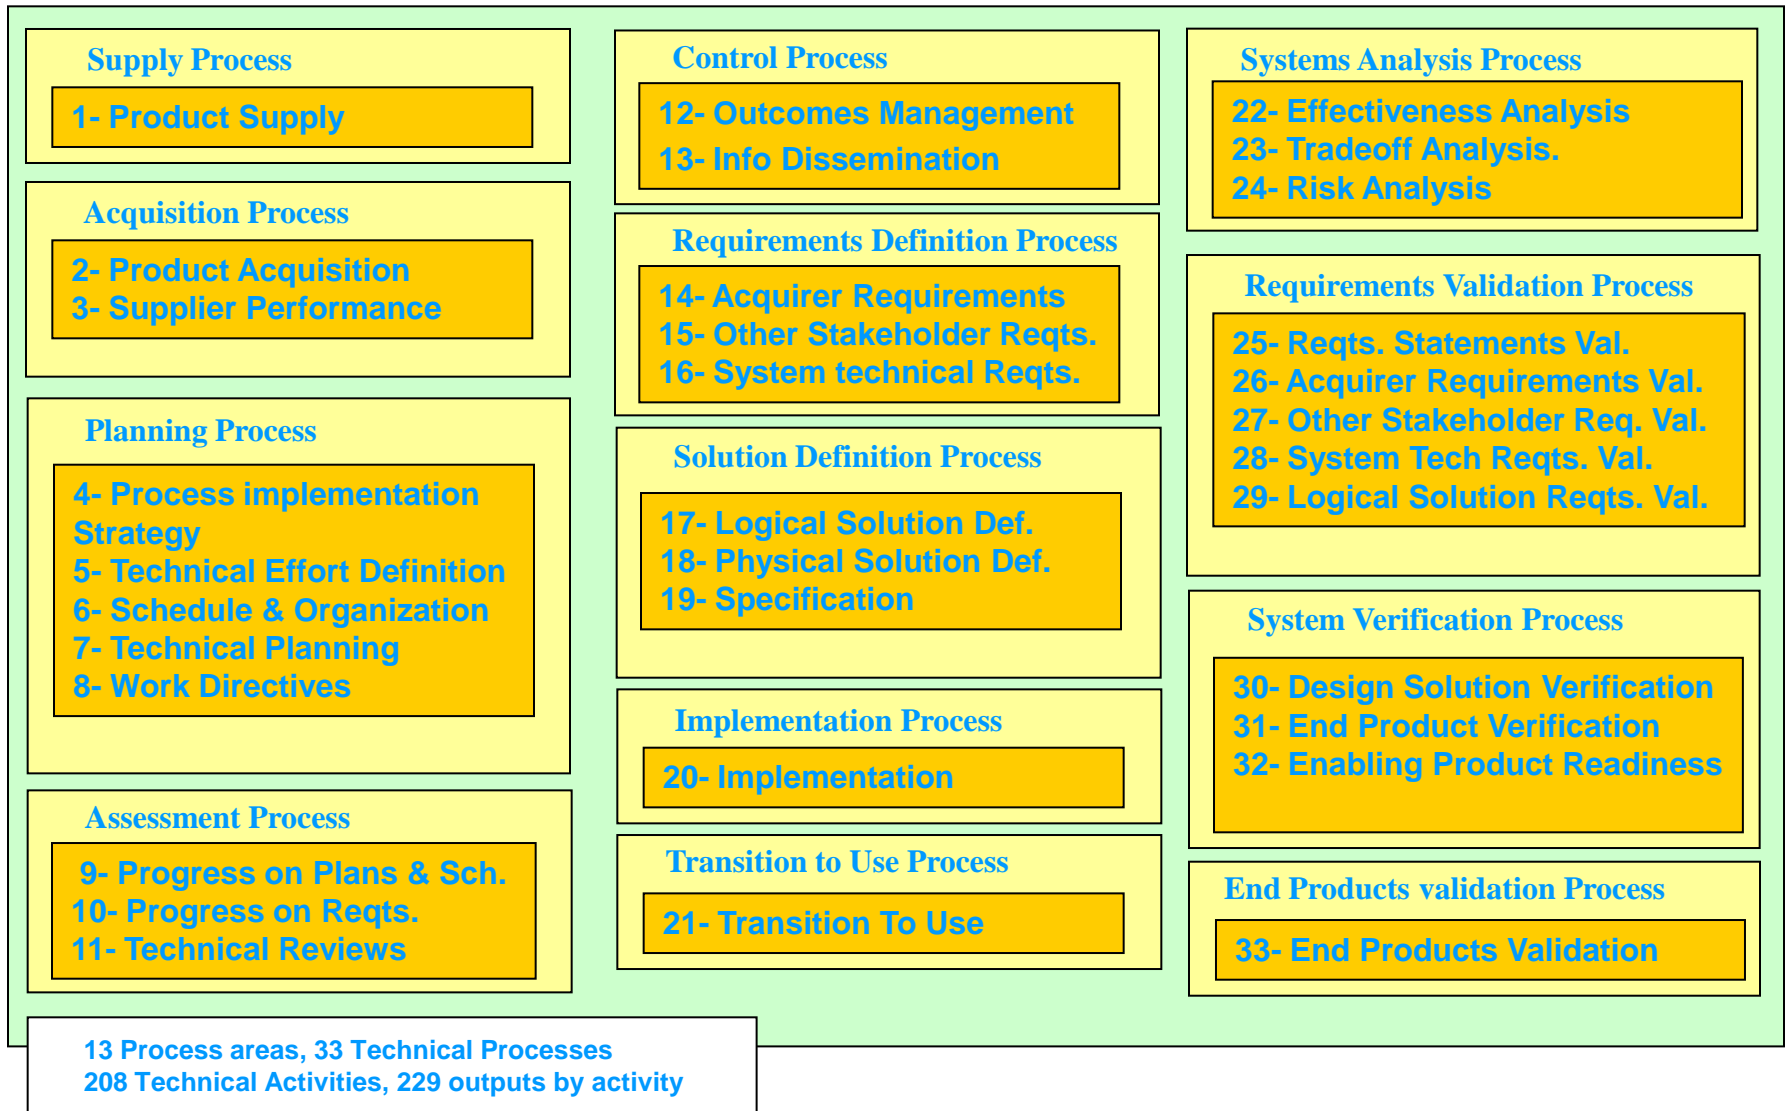 Supply Process
1- Product Supply
Acquisition Process
2- Product Acquisition
3- Supplier Performance
Planning Process
4- Process implementation
Strategy
5- Technical Effort Definition
6- Schedule & Organization
7- Technical Planning
8- Work Directives
Assessment Process
9- Progress on Plans & Sch.
10- Progress on Reqts.
11- Technical Reviews
Control Process
12- Outcomes Management
13- Info Dissemination
Requirements Definition Process
14- Acquirer Requirements
15- Other Stakeholder Reqts.
16- System technical Reqts.
Solution Definition Process
17- Logical Solution Def.
18- Physical Solution Def.
19- Specification
Implementation Process
20- Implementation
Transition to Use Process
21- Transition To Use
Systems Analysis Process
22- Effectiveness Analysis
23- Tradeoff Analysis.
24- Risk Analysis
Requirements Validation Process
25- Reqts. Statements Val.
26- Acquirer Requirements Val.
27- Other Stakeholder Req. Val.
28- System Tech Reqts. Val.
29- Logical Solution Reqts. Val.
System Verification Process
30- Design Solution Verification
31- End Product Verification
32- Enabling Product Readiness
End Products validation Process
33- End Products Validation
13 Process areas, 33 Technical Processes
208 Technical Activities, 229 outputs by activity